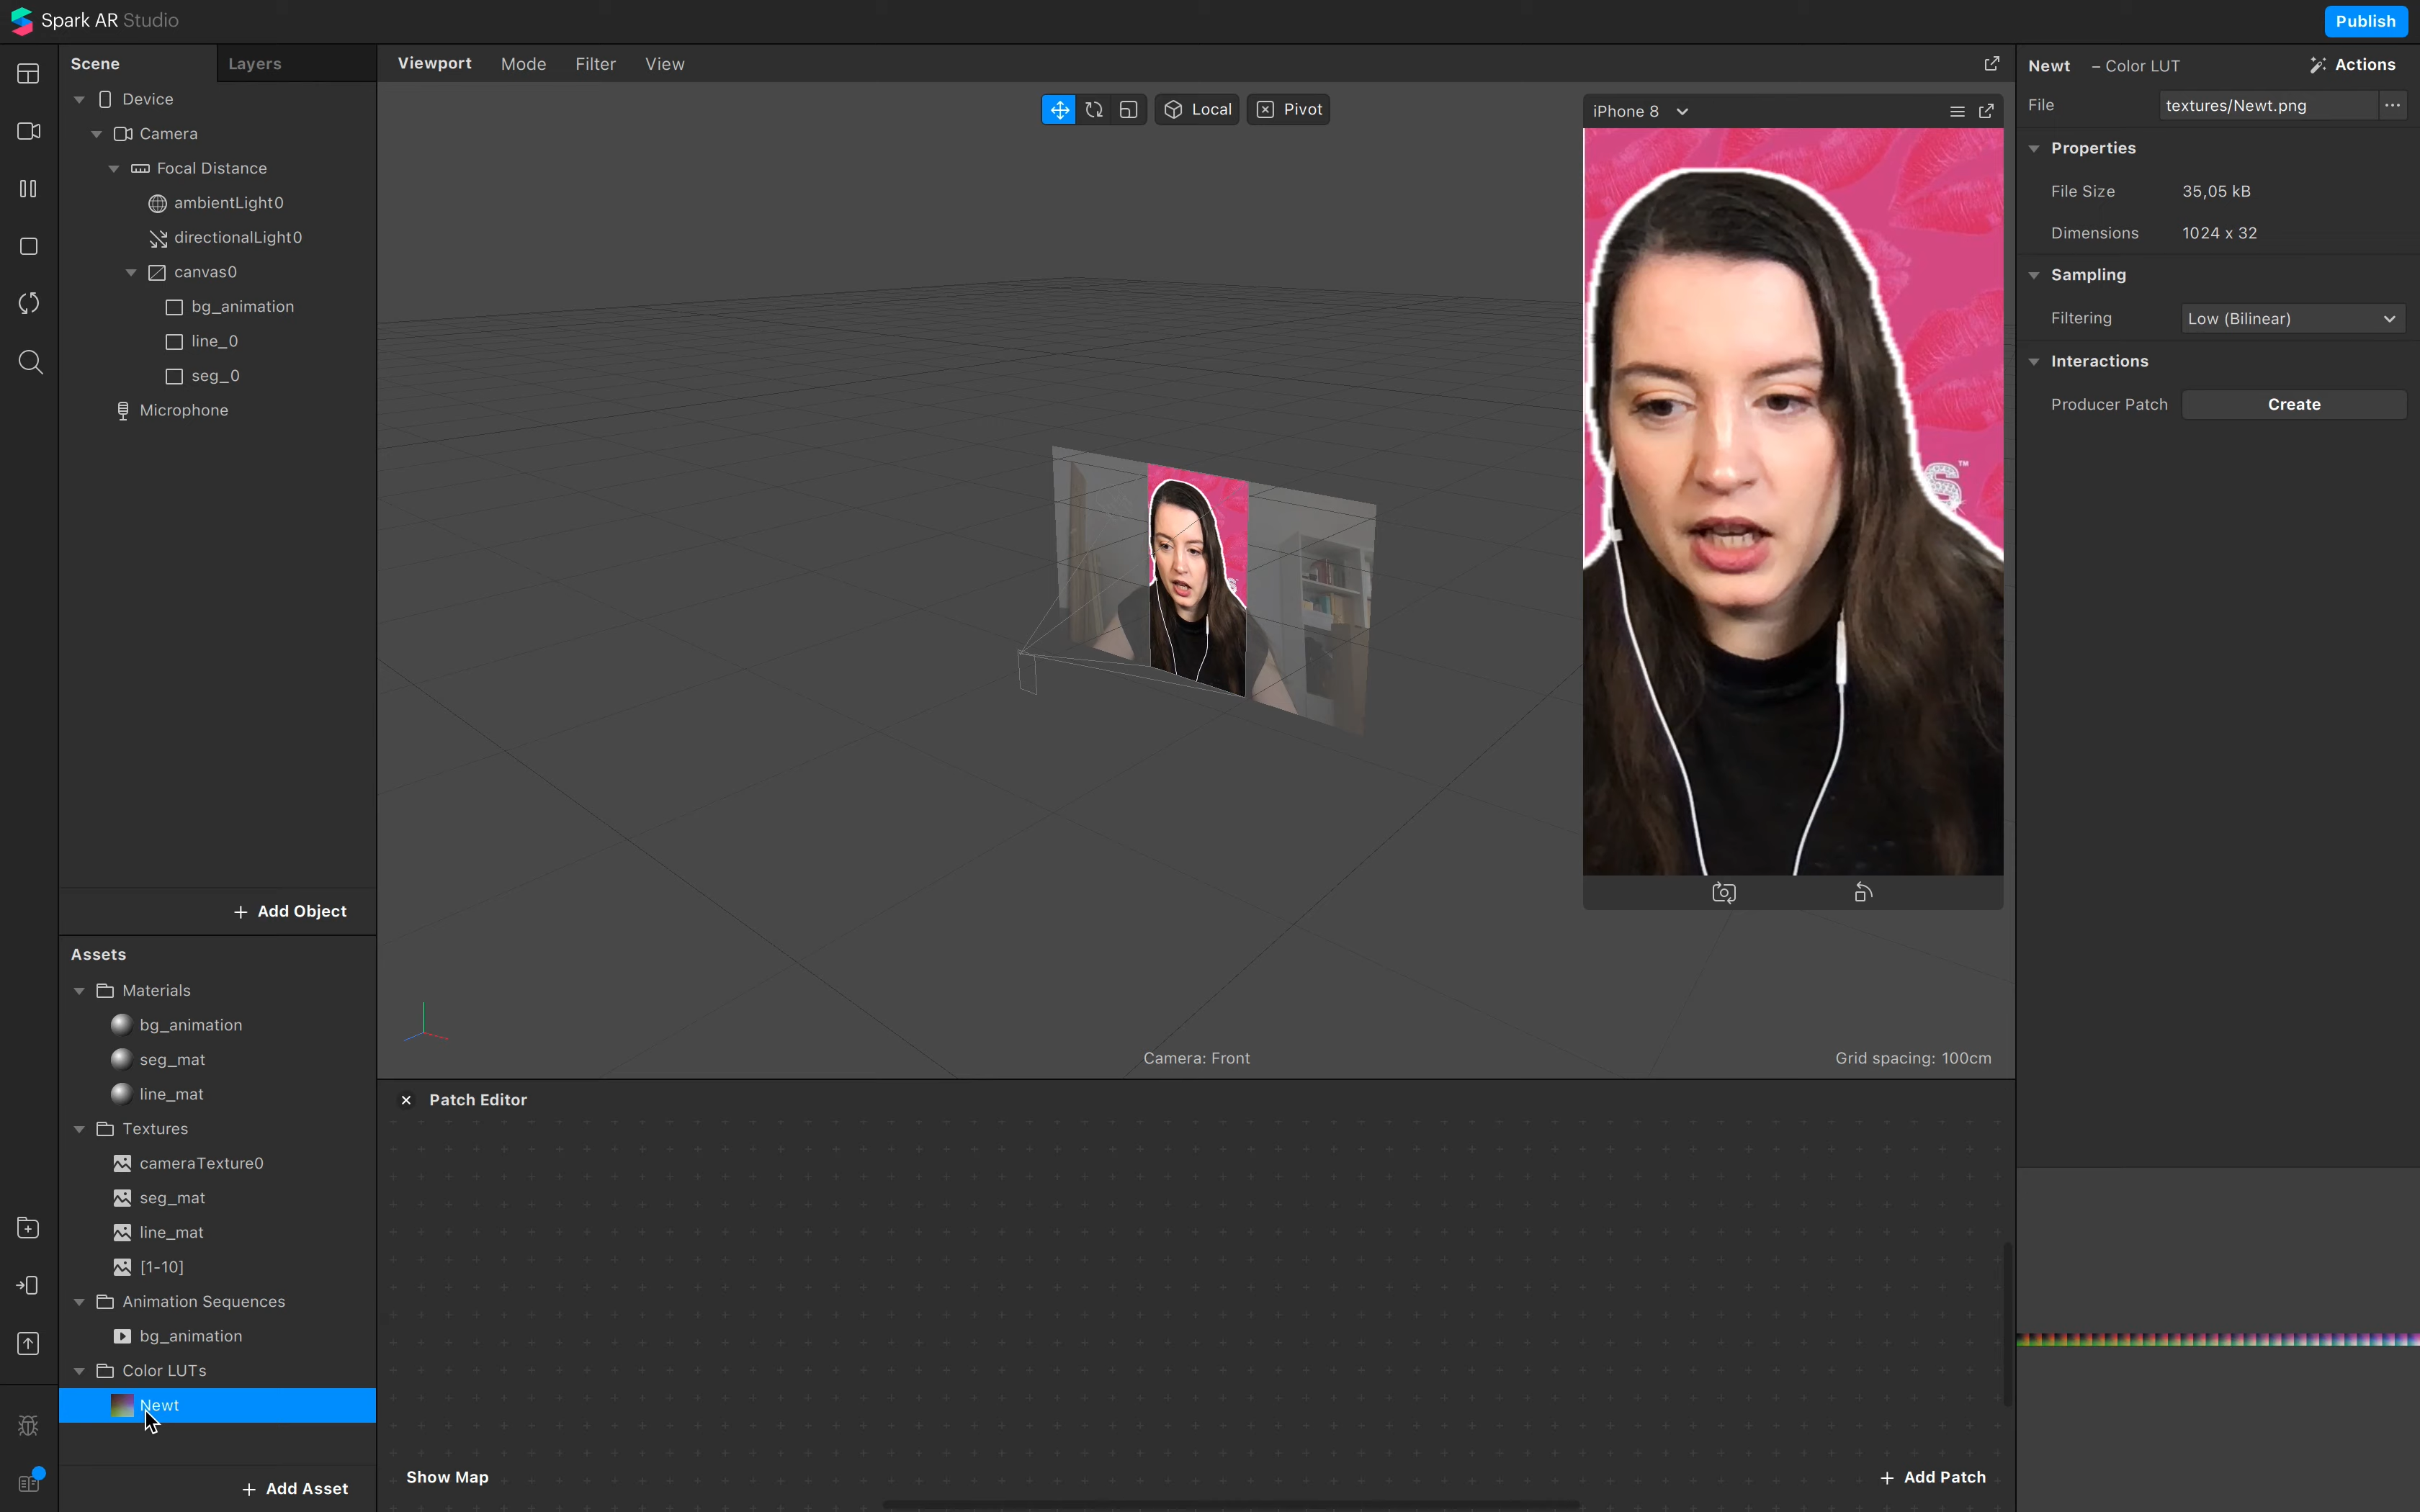 Spark AR Studio
Publish
Scene
Layers
Device
Camera
Focal Distance
ambientLight0
directionalLight0
canvas0
bg_animation
line_0
seg_0
Microphone
Add Object
Assets
Materials
bg_animation
seg_mat
line_mat
Textures
cameraTexture0
seg_mat
line_mat
[1-10]
Animation Sequences
bg_animation
Color LUTs
Newt
Add Asset
Viewport Mode Filter View
Local
Pivot
iPhone 8
S™
Camera: Front
Grid spacing: 100cm
Patch Editor
Show Map
Add Patch
Newt – Color LUT
Actions
File textures/Newt.png
Properties
File Size 35,05 kB
Dimensions 1024 x 32
Sampling
Filtering Low (Bilinear)
Interactions
Producer Patch Create